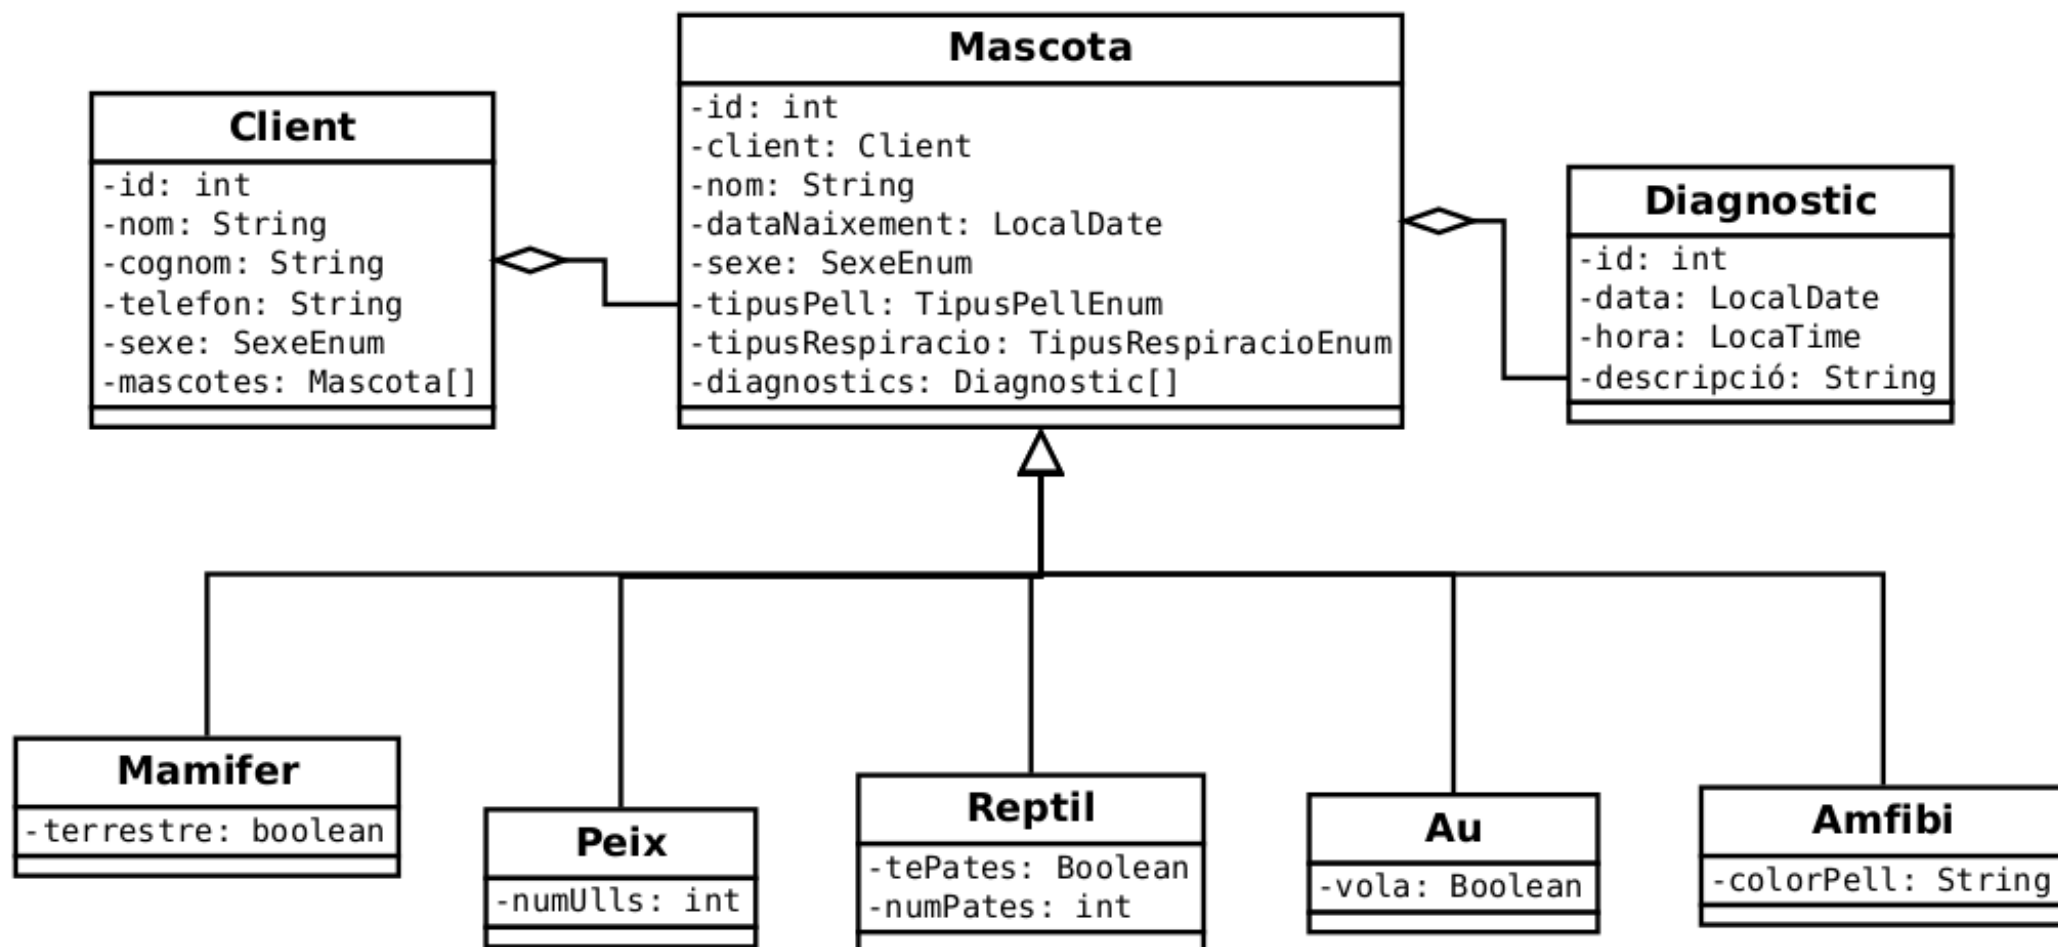 Client
-id: int
-nom: String
-cognom: String
-telefon: String
-sexe: SexeEnum
-mascotes: Mascota[]
Mascota
-id: int
-client: Client
-nom: String
-dataNaixement: LocalDate
-sexe: SexeEnum
-tipusPell: TipusPellEnum
-tipusRespiracio: TipusRespiracioEnum
-diagnostics: Diagnostic[]
Diagnostic
-id: int
-data: LocalDate
-hora: LocaTime
-descripció: String
Mamifer
-terrestre: boolean
Peix
-numUlls: int
Reptil
-tePates: Boolean
-numPates: int
Au
-vola: Boolean
Amfibi
-colorPell: String